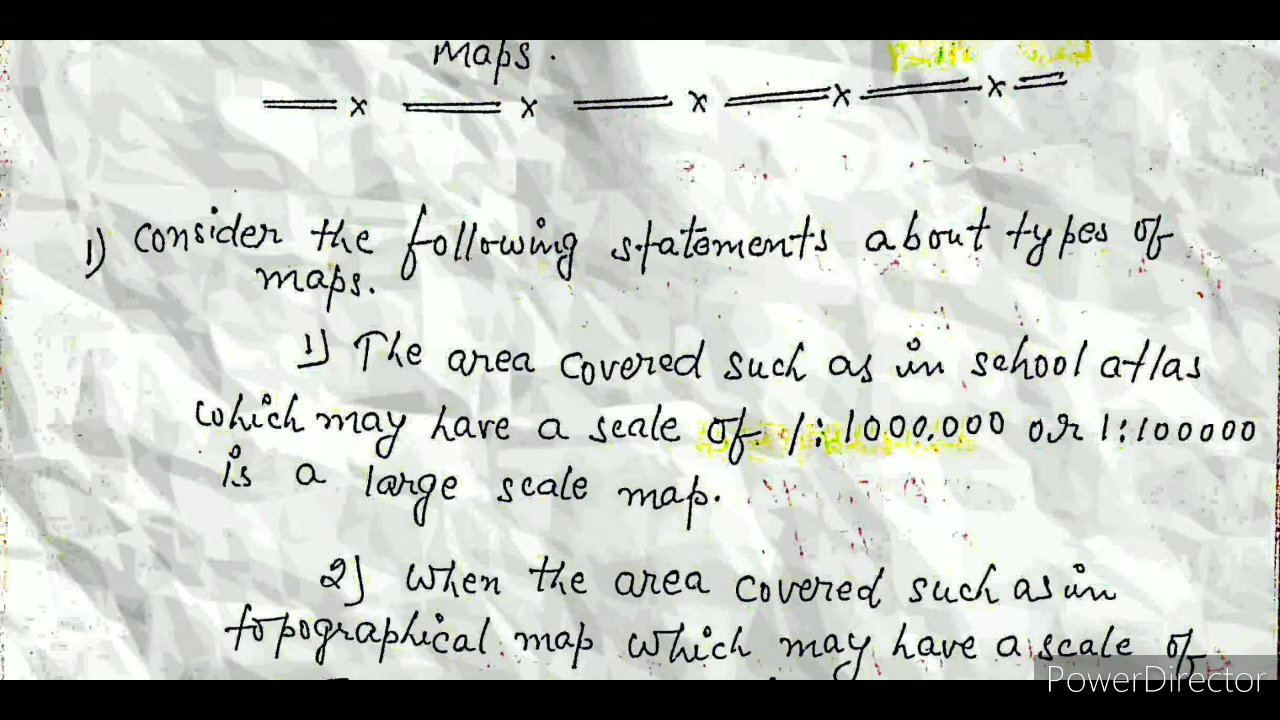 maps.
1) Consider the following statements about types of
maps.
1) The area covered such as in school atlas
which may have a scale of 1:1000,000 or 1:100000
is a large scale map.
2) When the area covered such as in
topographical map which may have a scale of
PowerDirector